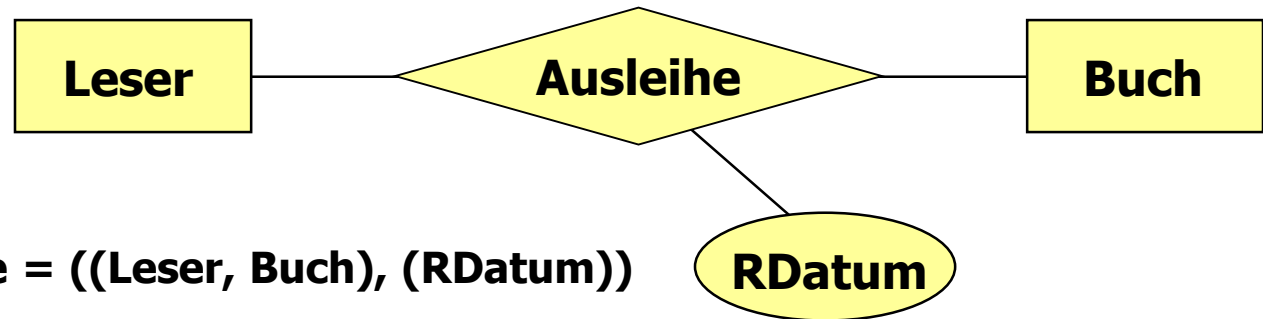 Leser
Ausleihe
Buch
e = ((Leser, Buch), (RDatum))
RDatum